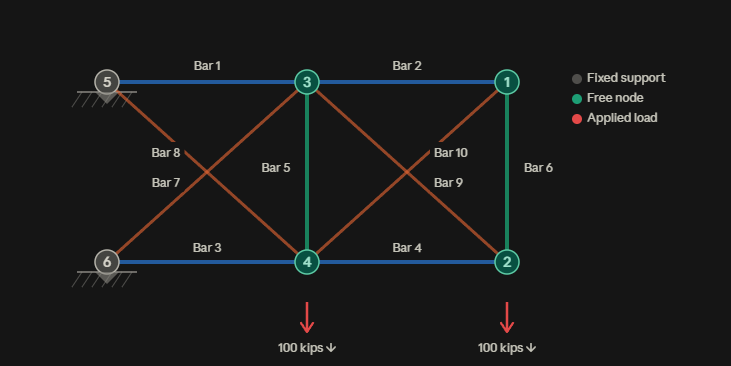 Bar 1
Bar 2
5
3
1
Fixed support
Free node
Applied load
Bar 8
Bar 10
Bar 5
Bar 6
Bar 7
Bar 9
Bar 3
Bar 4
6
4
2
100 kips ↓
100 kips ↓